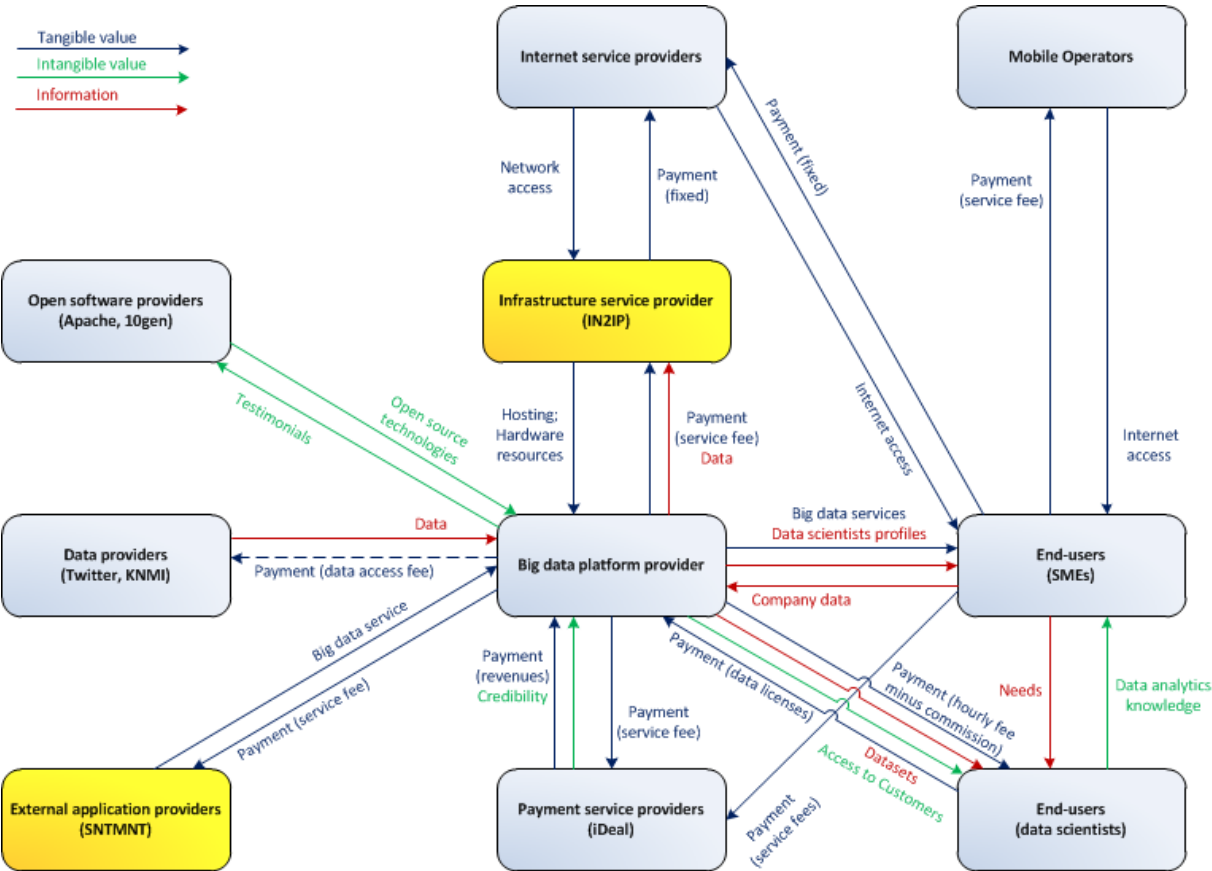 Tangible value
Intangible value
Information
Internet service providers
Mobile Operators
Payment (fixed)
Network
access
Payment
(fixed)
Payment
(service fee)
Open software providers
(Apache, 10gen)
Infrastructure service provider
(IN2IP)
Testimonials
Open source
technologies
Hosting;
Hardware
resources
Payment
(service fee)
Data
Internet access
Internet
access
Data providers
(Twitter, KNMI)
Data
Payment (data access fee)
Big data platform provider
Big data services
Data scientists profiles
Company data
End-users
(SMEs)
Big data service
Payment (service fee)
Payment
(revenues)
Credibility
Payment
(service fee)
Payment (data licenses)
Payment (hourly fee
minus commission)
Needs
Data analytics
knowledge
Datasets
Access to Customers
Payment
(service fees)
External application providers
(SNTMNT)
Payment service providers
(iDeal)
End-users
(data scientists)